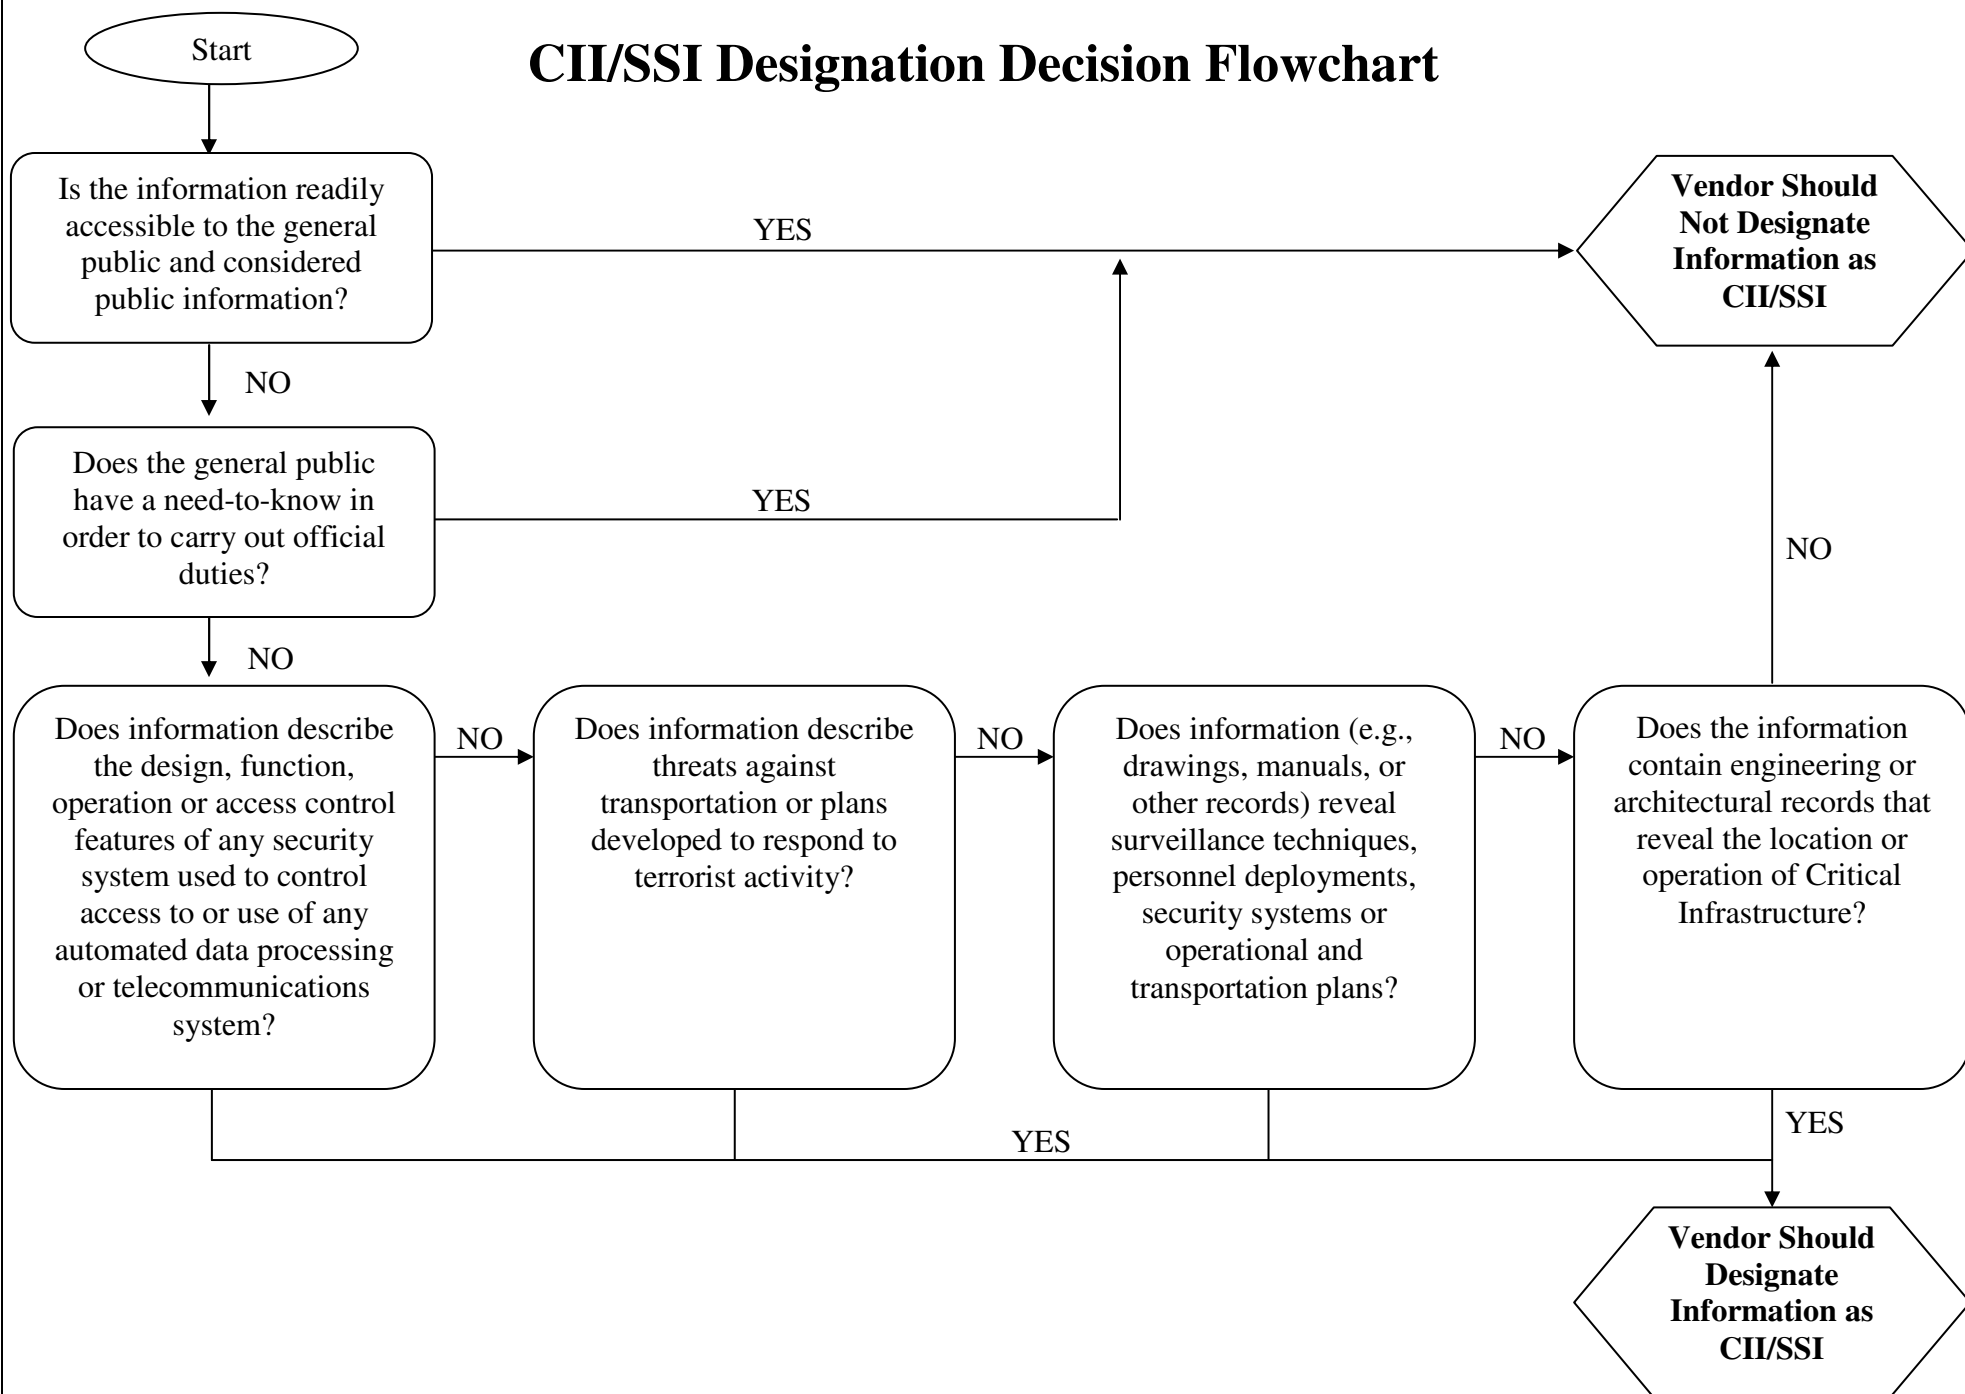 Start
CII/SSI Designation Decision Flowchart
Is the information readily
accessible to the general
public and considered
public information?
YES
Vendor Should
Not Designate
Information as
CII/SSI
NO
Does the general public
have a need-to-know in
order to carry out official
duties?
YES
NO
NO
Does information describe
the design, function,
operation or access control
features of any security
system used to control
access to or use of any
automated data processing
or telecommunications
system?
NO
Does information describe
threats against
transportation or plans
developed to respond to
terrorist activity?
NO
Does information (e.g.,
drawings, manuals, or
other records) reveal
surveillance techniques,
personnel deployments,
security systems or
operational and
transportation plans?
NO
Does the information
contain engineering or
architectural records that
reveal the location or
operation of Critical
Infrastructure?
YES
YES
Vendor Should
Designate
Information as
CII/SSI